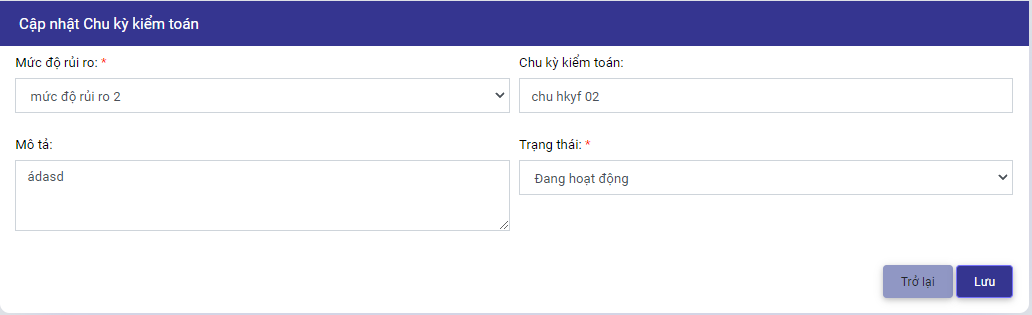 Cập nhật Chu kỳ kiểm toán
Mức độ rủi ro: *
Chu kỳ kiểm toán:
mức độ rủi ro 2
chu hkyf 02
Mô tả:
Trạng thái: *
ádasd
Đang hoạt động
Trở lại
Lưu